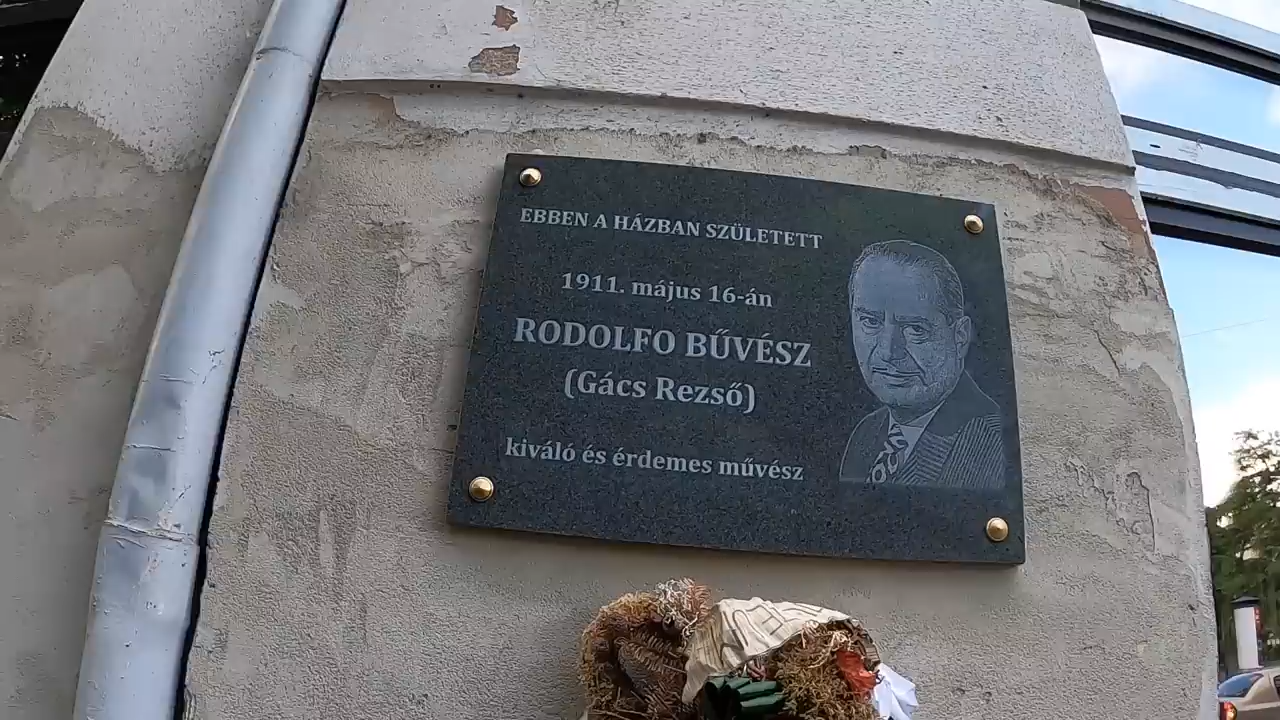 EBBEN A HÁZBAN SZÜLETETT
1911. május 16-án
RODOLFO BŰVÉSZ
(Gács Rezső)
kiváló és érdemes művész